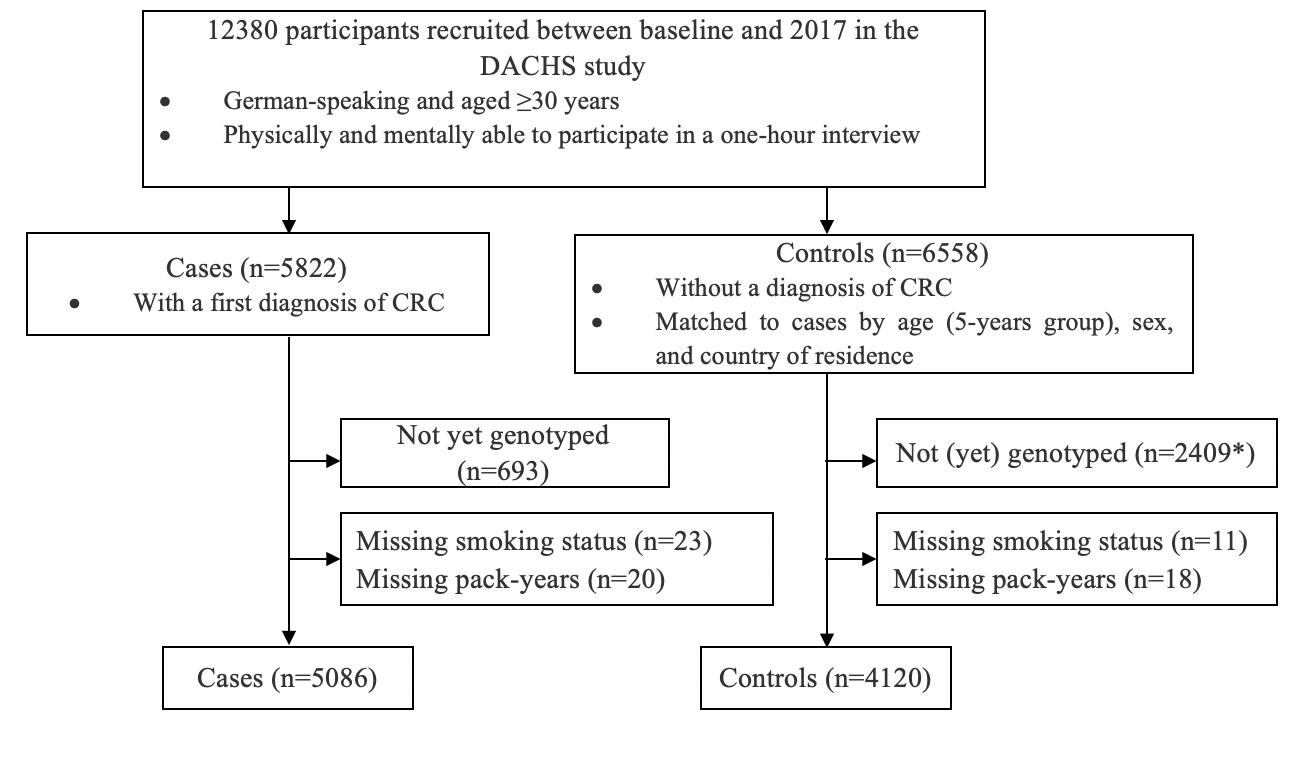 12380 participants recruited between baseline and 2017 in the
DACHS study
• German-speaking and aged ≥30 years
• Physically and mentally able to participate in a one-hour interview
Cases (n=5822)
• With a first diagnosis of CRC
Controls (n=6558)
• Without a diagnosis of CRC
• Matched to cases by age (5-years group), sex,
and country of residence
Not yet genotyped
(n=693)
Not (yet) genotyped (n=2409*)
Missing smoking status (n=23)
Missing pack-years (n=20)
Missing smoking status (n=11)
Missing pack-years (n=18)
Cases (n=5086)
Controls (n=4120)